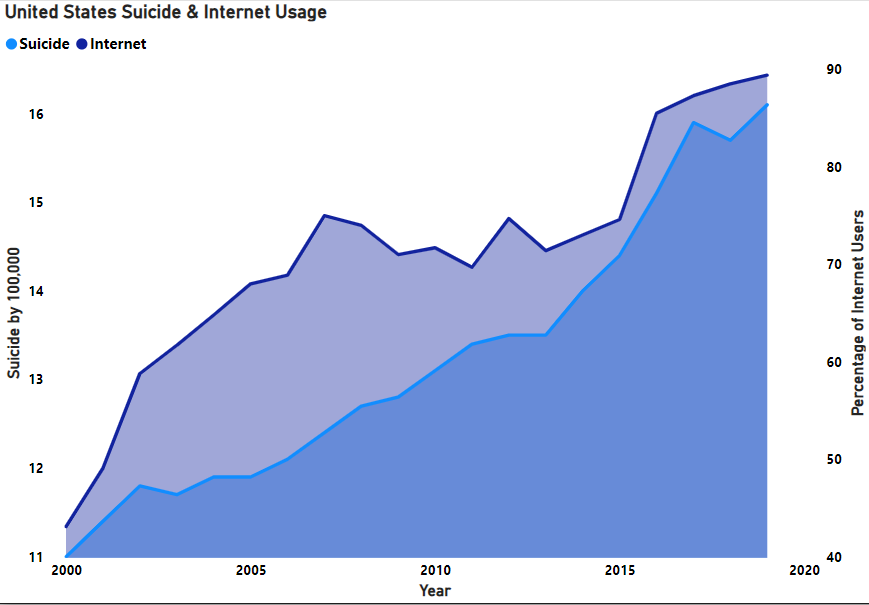 United States Suicide & Internet Usage
Suicide Internet
90
16
80
15
70
14
60
13
50
12
40
11
Suicide by 100,000
Percentage of Internet Users
2000 2005 2010 2015 2020
Year